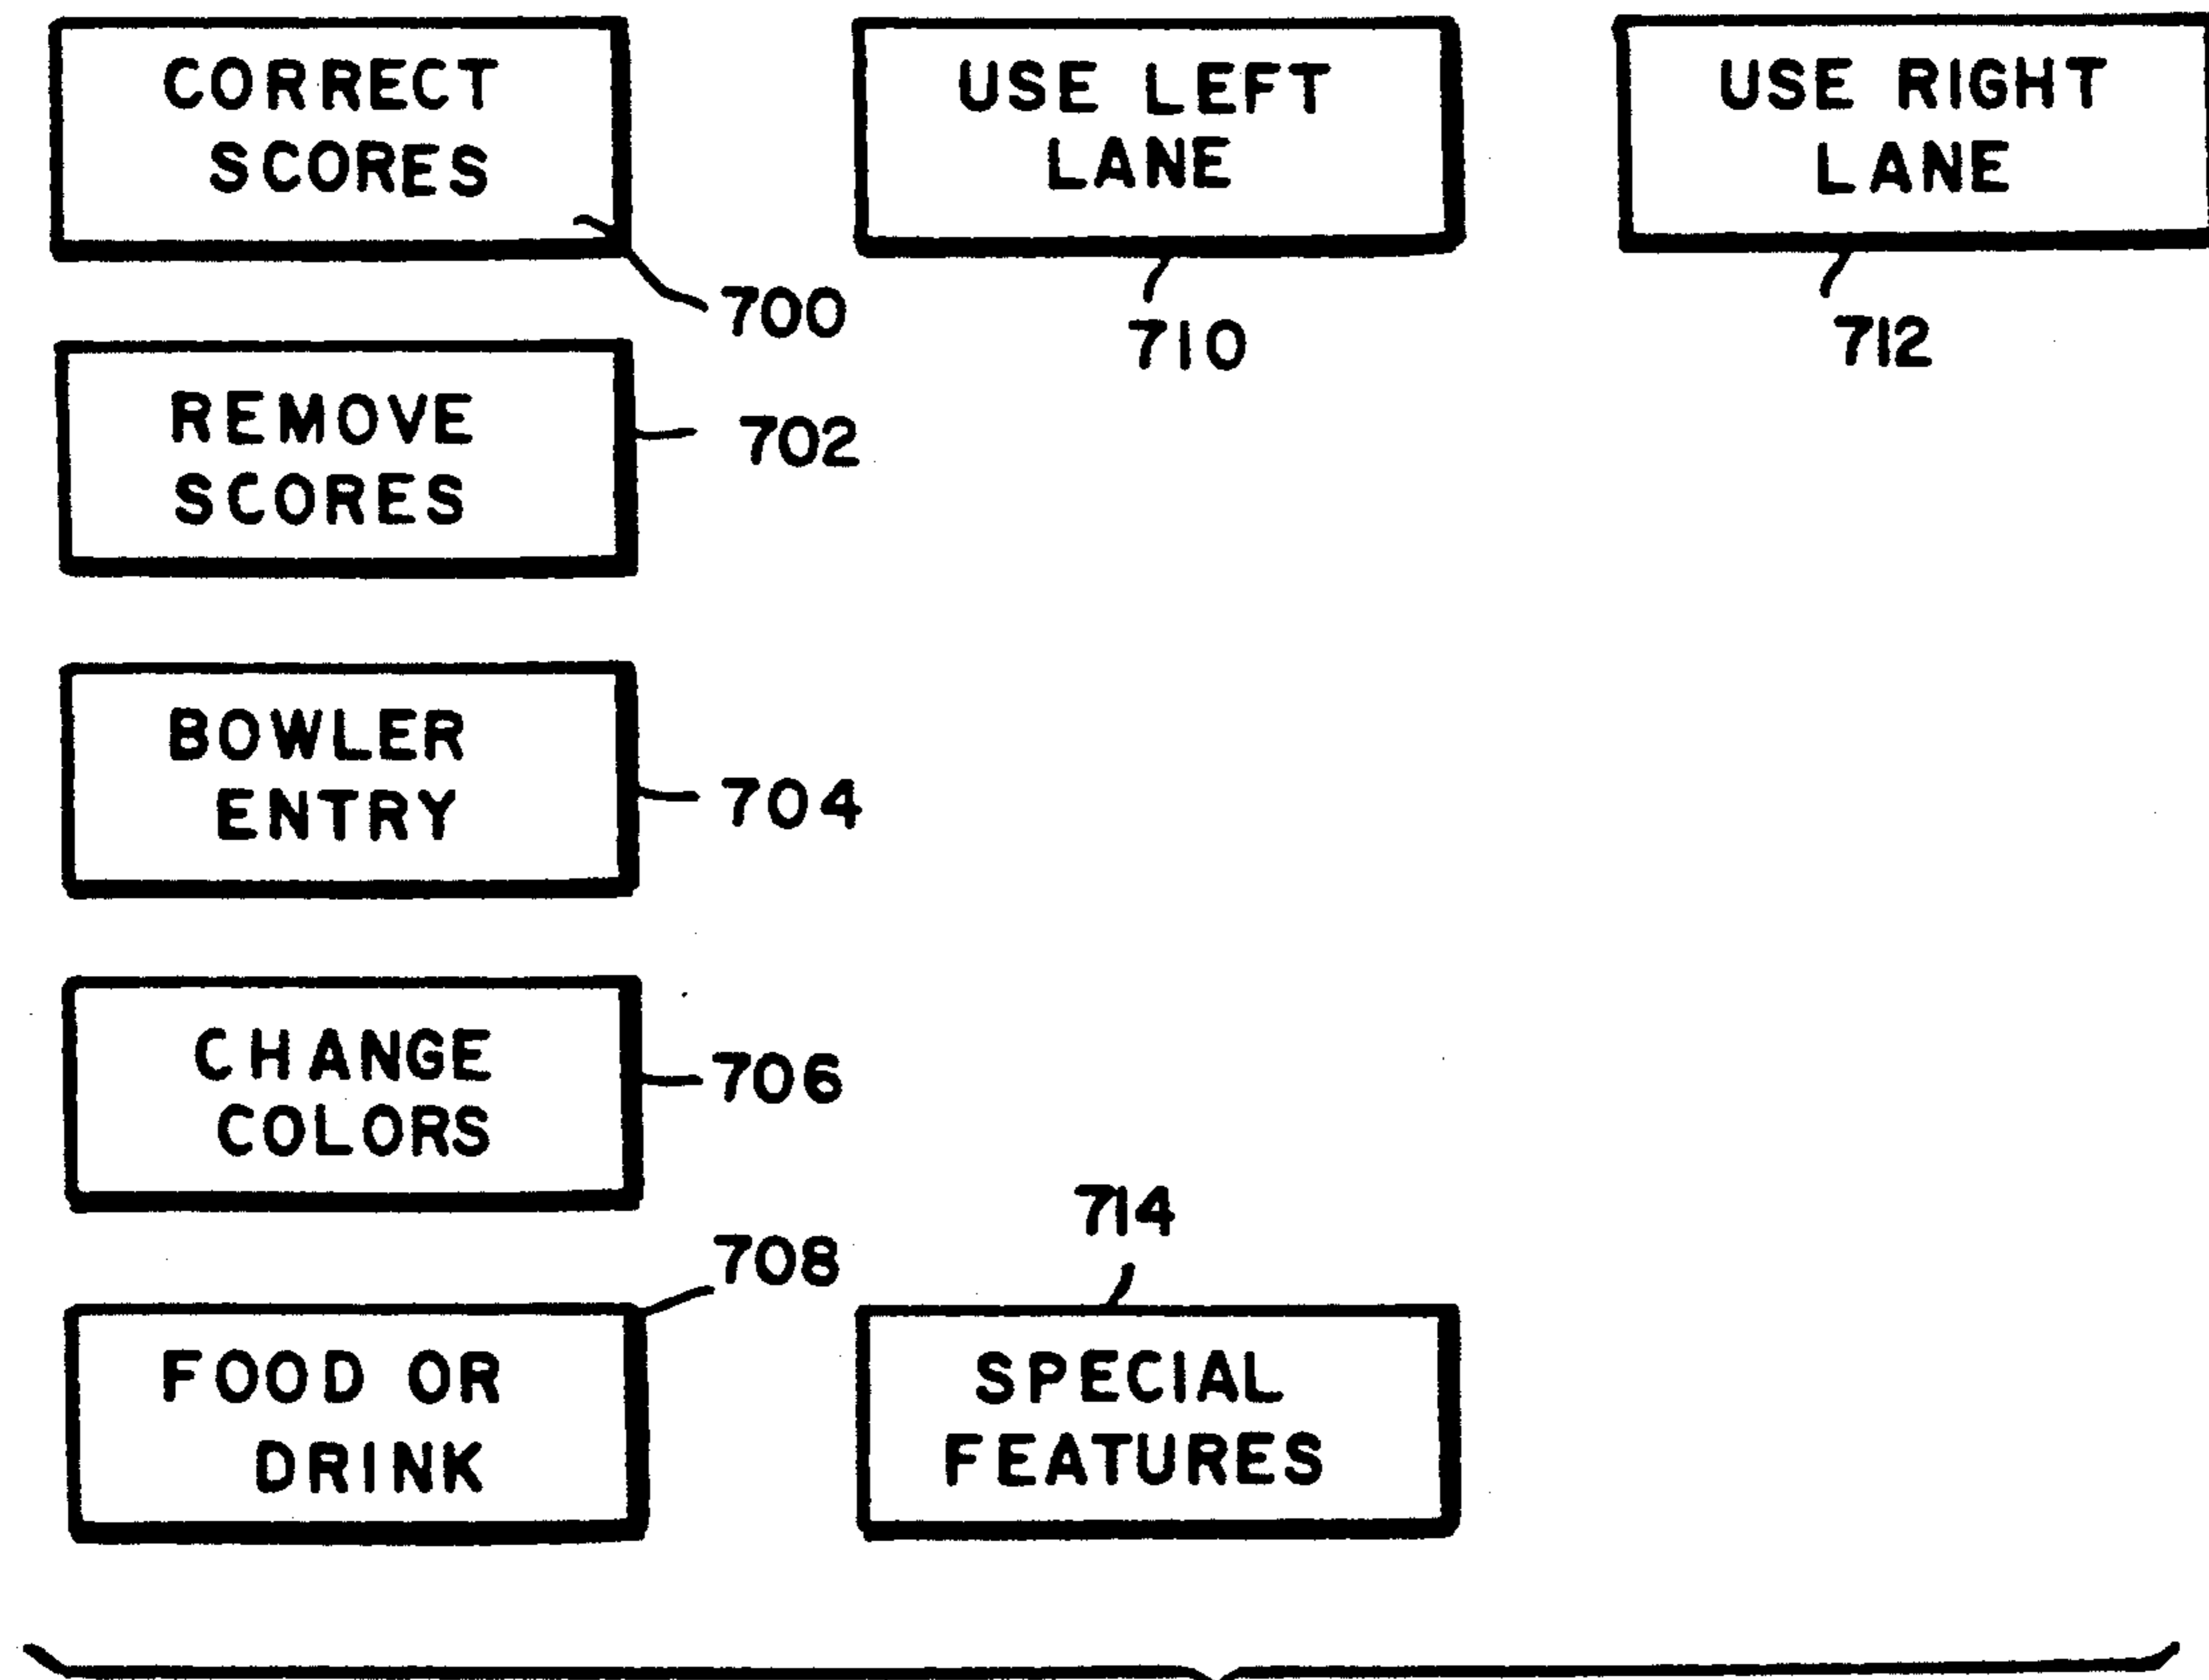 CORRECT
SCORES
700
USE LEFT
LANE
710
USE RIGHT
LANE
712
REMOVE
SCORES
702
BOWLER
ENTRY
704
CHANGE
COLORS
706
FOOD OR
DRINK
708
714
SPECIAL
FEATURES